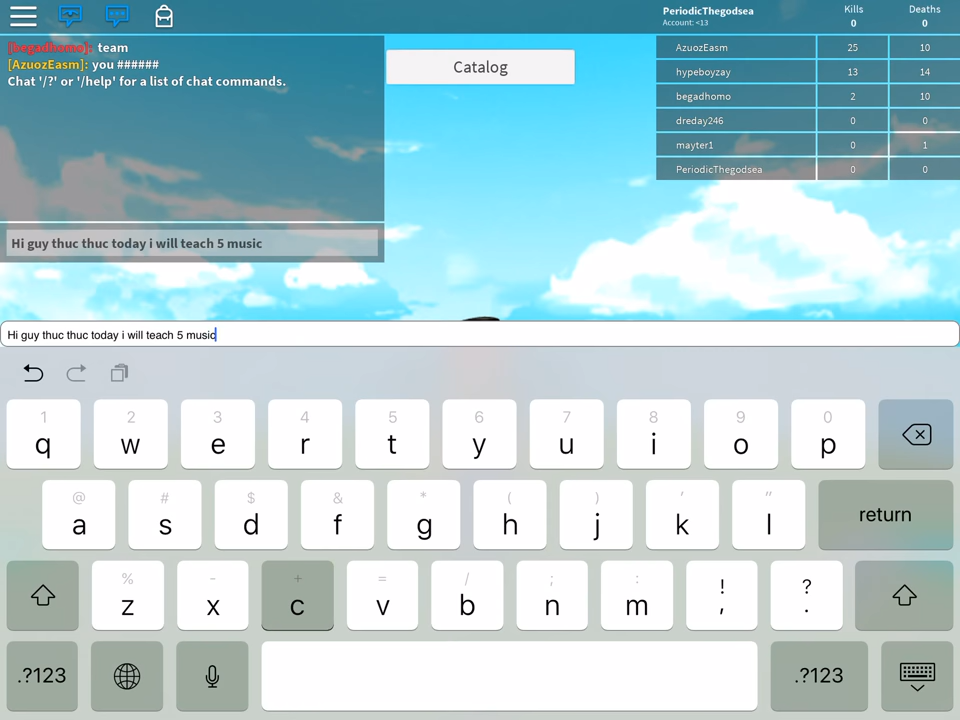 PeriodicThegodsea
Account: <13
Kills
0
Deaths
0
[begadhomo]: team
[AzuozEasm]: you ######
Chat '/?' or '/help' for a list of chat commands.
Catalog
AzuozEasm 25 10
hypeboyzay 13 14
begadhomo 2 10
dreday246 0 0
mayter1 0 1
PeriodicThegodsea 0 0
Hi guy thuc thuc today i will teach 5 music
Hi guy thuc thuc today i will teach 5 music
1 2 3 4 5 6 7 8 9 0
q w e r t y u i o p
@ # $ & * ( ) ' "
a s d f g h j k l return
% - + = / ; : ! ?
z x c v b n m , .
.?123 .?123